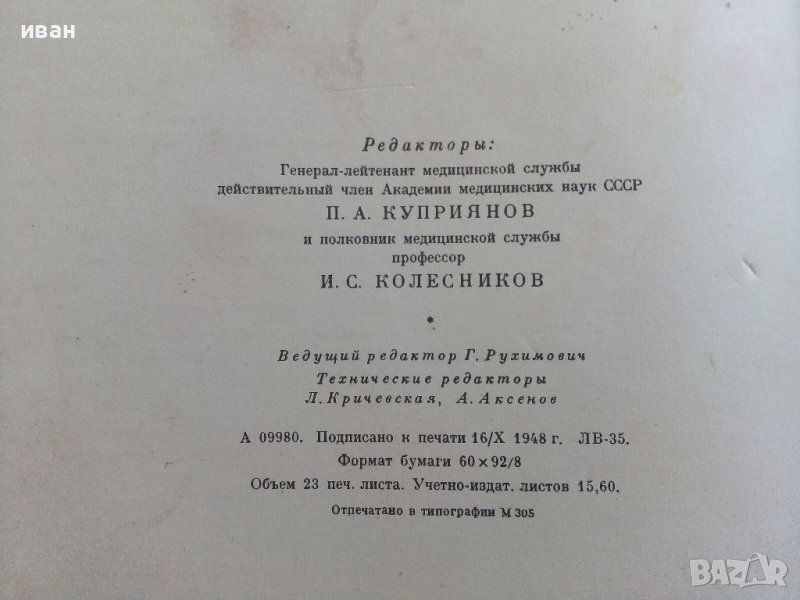 иван
Редакторы:
Генерал-лейтенант медицинской службы
действительный член Академии медицинских наук СССР
П. А. КУПРИЯНОВ
и полковник медицинской службы
профессор
И. С. КОЛЕСНИКОВ
*
Ведущий редактор Г. Рухимович
Технические редакторы
Л. Кричевская, А. Аксенов
А 09980. Подписано к печати 16/X 1948 г. ЛВ-35.
Формат бумаги 60 × 92/8
Объем 23 печ. листа. Учетно-издат. листов 15,60.
Отпечатано в типографии М 305
BAZAR